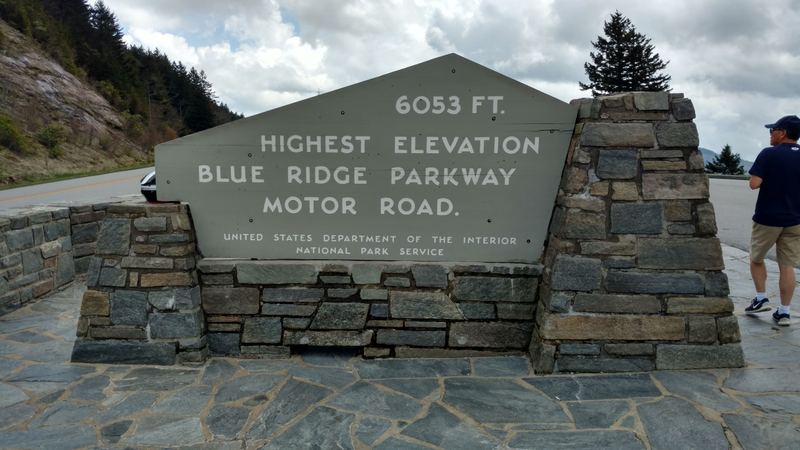 6053 FT.
HIGHEST ELEVATION
BLUE RIDGE PARKWAY
MOTOR ROAD.
UNITED STATES DEPARTMENT OF THE INTERIOR
NATIONAL PARK SERVICE